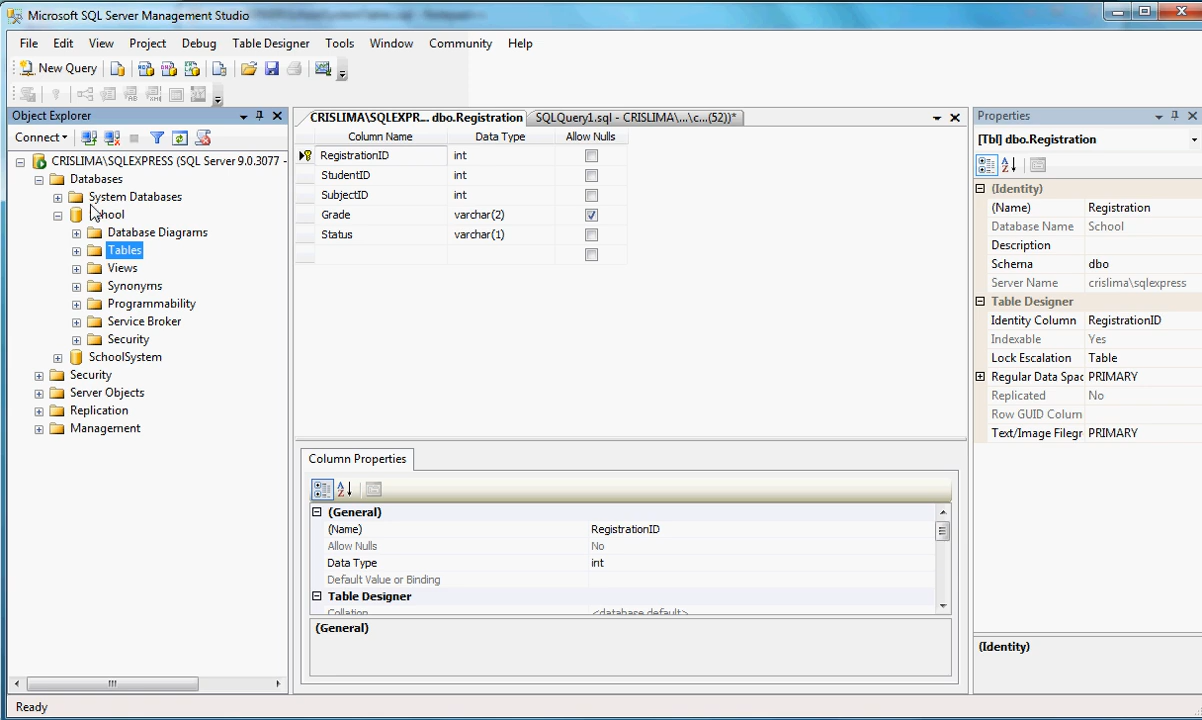 Microsoft SQL Server Management Studio
File Edit View Project Debug Table Designer Tools Window Community Help
New Query
Object Explorer
Connect
CRISLIMA\SQLEXPRESS (SQL Server 9.0.3077 -
Databases
System Databases
School
Database Diagrams
Tables
Views
Synonyms
Programmability
Service Broker
Security
SchoolSystem
Security
Server Objects
Replication
Management
CRISLIMA\SQLEXPR... dbo.Registration SQLQuery1.sql - CRISLIMA\...\c...(52))*
Column Name Data Type Allow Nulls
RegistrationID int
StudentID int
SubjectID int
Grade varchar(2)
Status varchar(1)
Column Properties
(General)
(Name) RegistrationID
Allow Nulls No
Data Type int
Default Value or Binding
Table Designer
Collation <database default>
(General)
Properties
[Tbl] dbo.Registration
(Identity)
(Name) Registration
Database Name School
Description
Schema dbo
Server Name crislima\sqlexpress
Table Designer
Identity Column RegistrationID
Indexable Yes
Lock Escalation Table
Regular Data Spac PRIMARY
Replicated No
Row GUID Colum
Text/Image Filegr PRIMARY
(Identity)
Ready